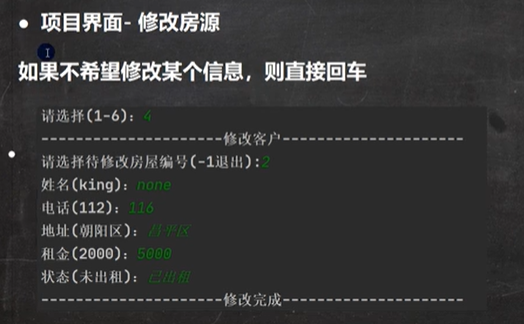 ● 项目界面- 修改房源
如果不希望修改某个信息，则直接回车
请选择(1-6)：4
---------------------修改客户---------------------
● 请选择待修改房屋编号(-1退出):2
姓名(king)：none
电话(112)：116
地址(朝阳区)：昌平区
租金(2000)：5000
状态(未出租)：已出租
---------------------修改完成---------------------